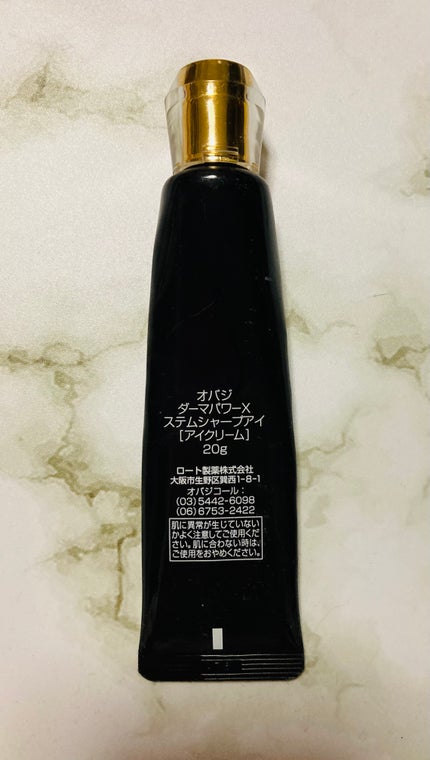 オバジ
ダーマパワーX
ステムシャープアイ
[アイクリーム]
20g
ロート製薬株式会社
大阪市生野区巽西1-8-1
オバジコール：
(03)5442-6098
(06)6753-2422
肌に異常が生じていない
かよく注意してご使用くだ
さい。肌に合わない時は、
ご使用をおやめください。